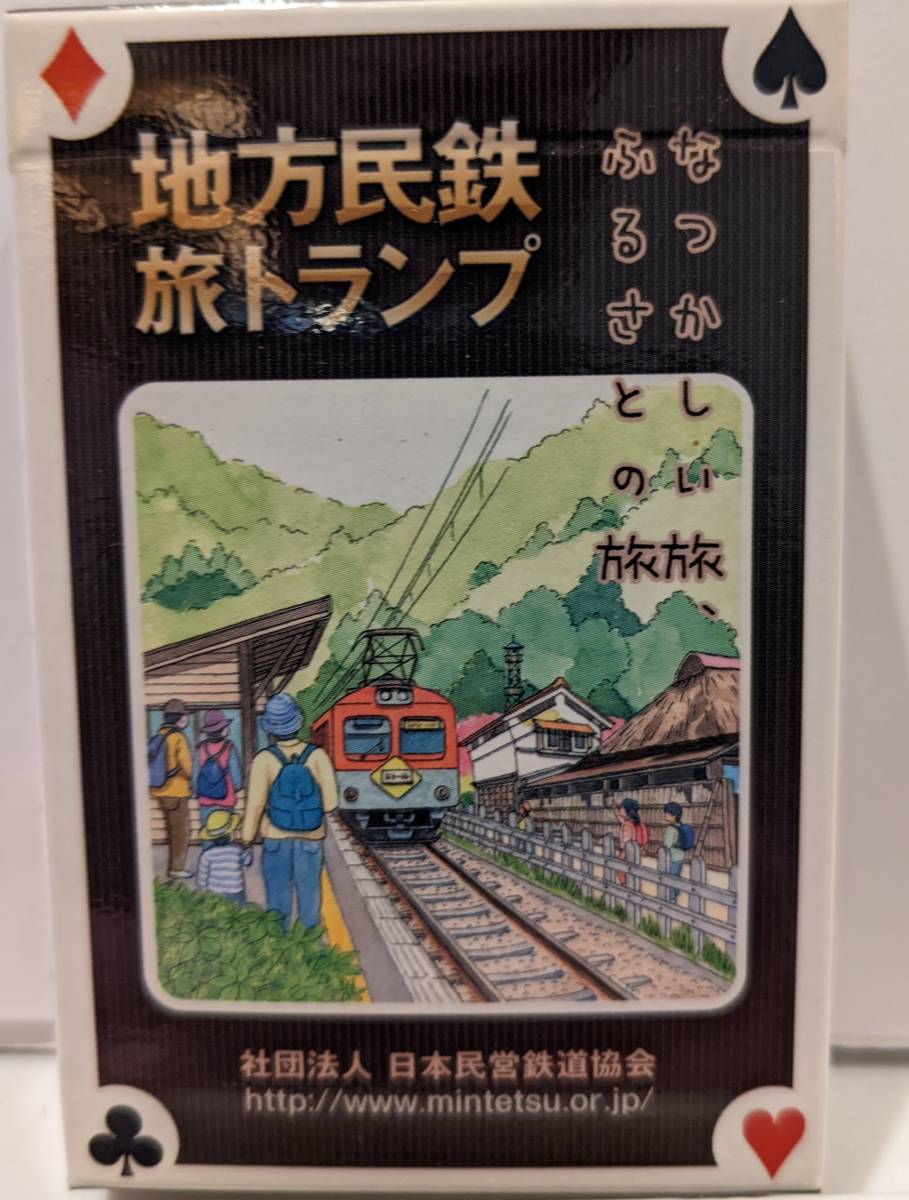 地方民鉄
旅トランプ
なつかしい旅、
ふるさとの旅
社団法人 日本民営鉄道協会
http://www.mintetsu.or.jp/